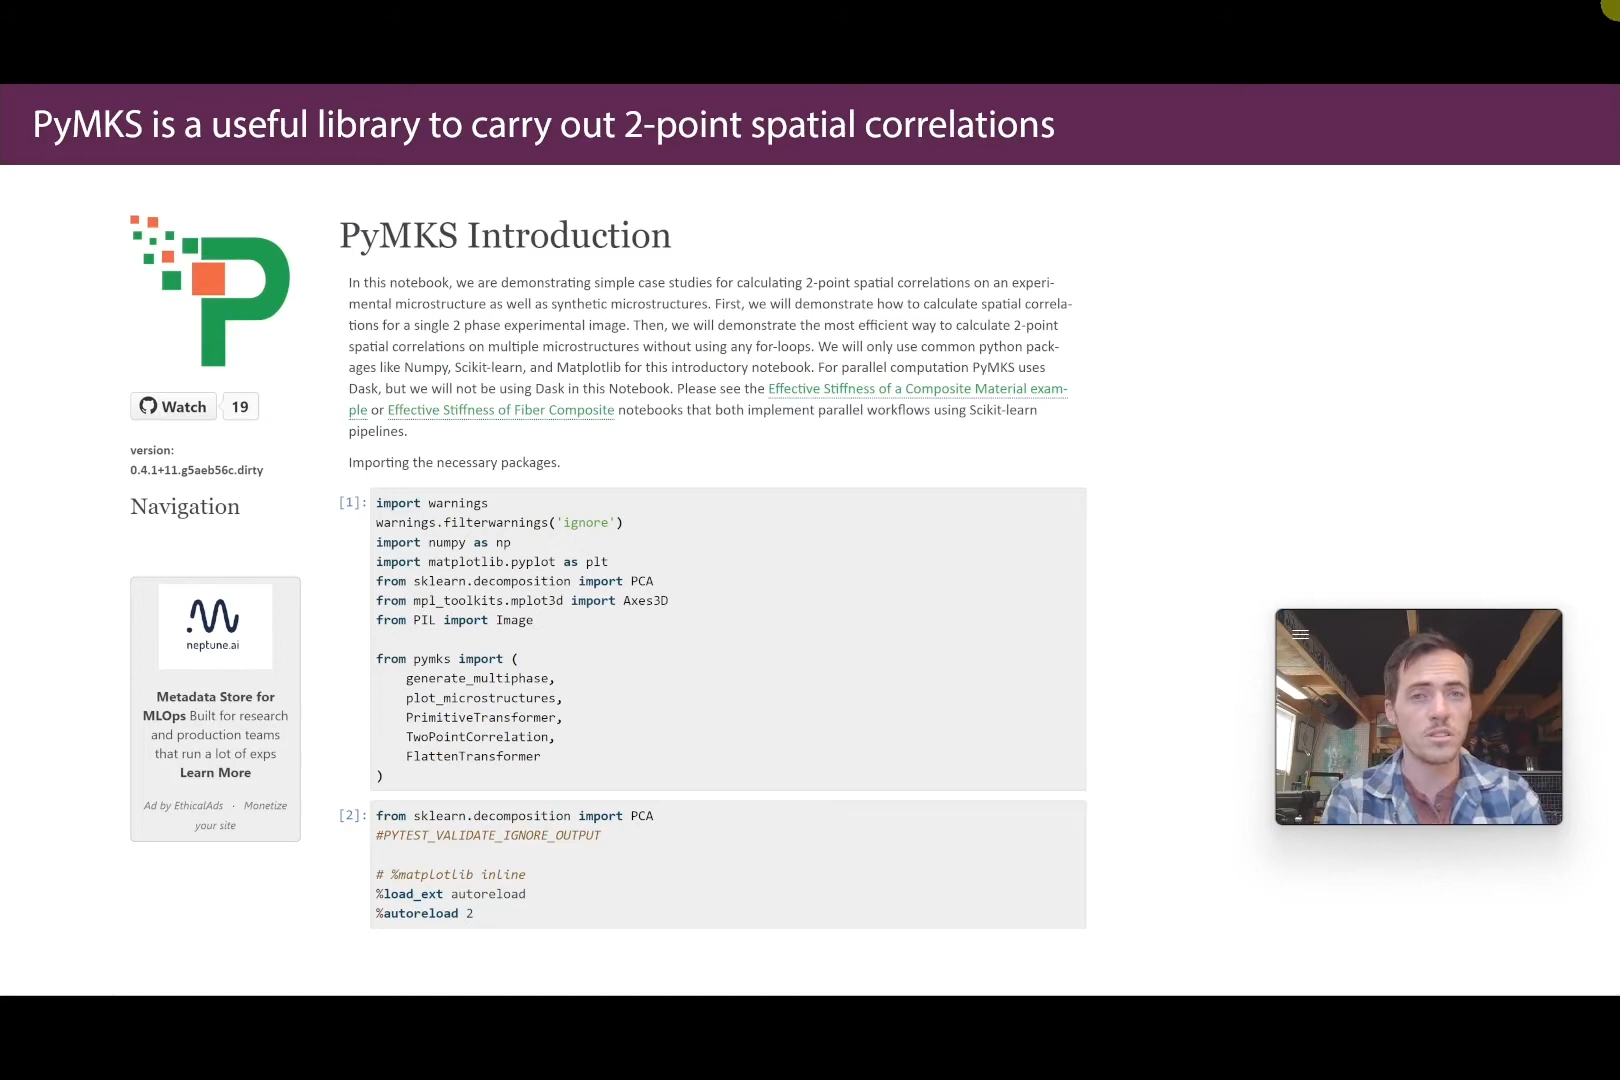 PyMKS is a useful library to carry out 2-point spatial correlations
P
Watch 19
version:
0.4.1+11.g5aeb56c.dirty
Navigation
neptune.ai
Metadata Store for
MLOps Built for research
and production teams
that run a lot of exps
Learn More
Ad by EthicalAds · Monetize
your site
PyMKS Introduction
In this notebook, we are demonstrating simple case studies for calculating 2-point spatial correlations on an experi-
mental microstructure as well as synthetic microstructures. First, we will demonstrate how to calculate spatial correla-
tions for a single 2 phase experimental image. Then, we will demonstrate the most efficient way to calculate 2-point
spatial correlations on multiple microstructures without using any for-loops. We will only use common python pack-
ages like Numpy, Scikit-learn, and Matplotlib for this introductory notebook. For parallel computation PyMKS uses
Dask, but we will not be using Dask in this Notebook. Please see the Effective Stiffness of a Composite Material exam-
ple or Effective Stiffness of Fiber Composite notebooks that both implement parallel workflows using Scikit-learn
pipelines.
Importing the necessary packages.
[1]: import warnings
warnings.filterwarnings('ignore')
import numpy as np
import matplotlib.pyplot as plt
from sklearn.decomposition import PCA
from mpl_toolkits.mplot3d import Axes3D
from PIL import Image
from pymks import (
generate_multiphase,
plot_microstructures,
PrimitiveTransformer,
TwoPointCorrelation,
FlattenTransformer
)
[2]: from sklearn.decomposition import PCA
#PYTEST_VALIDATE_IGNORE_OUTPUT
# %matplotlib inline
%load_ext autoreload
%autoreload 2